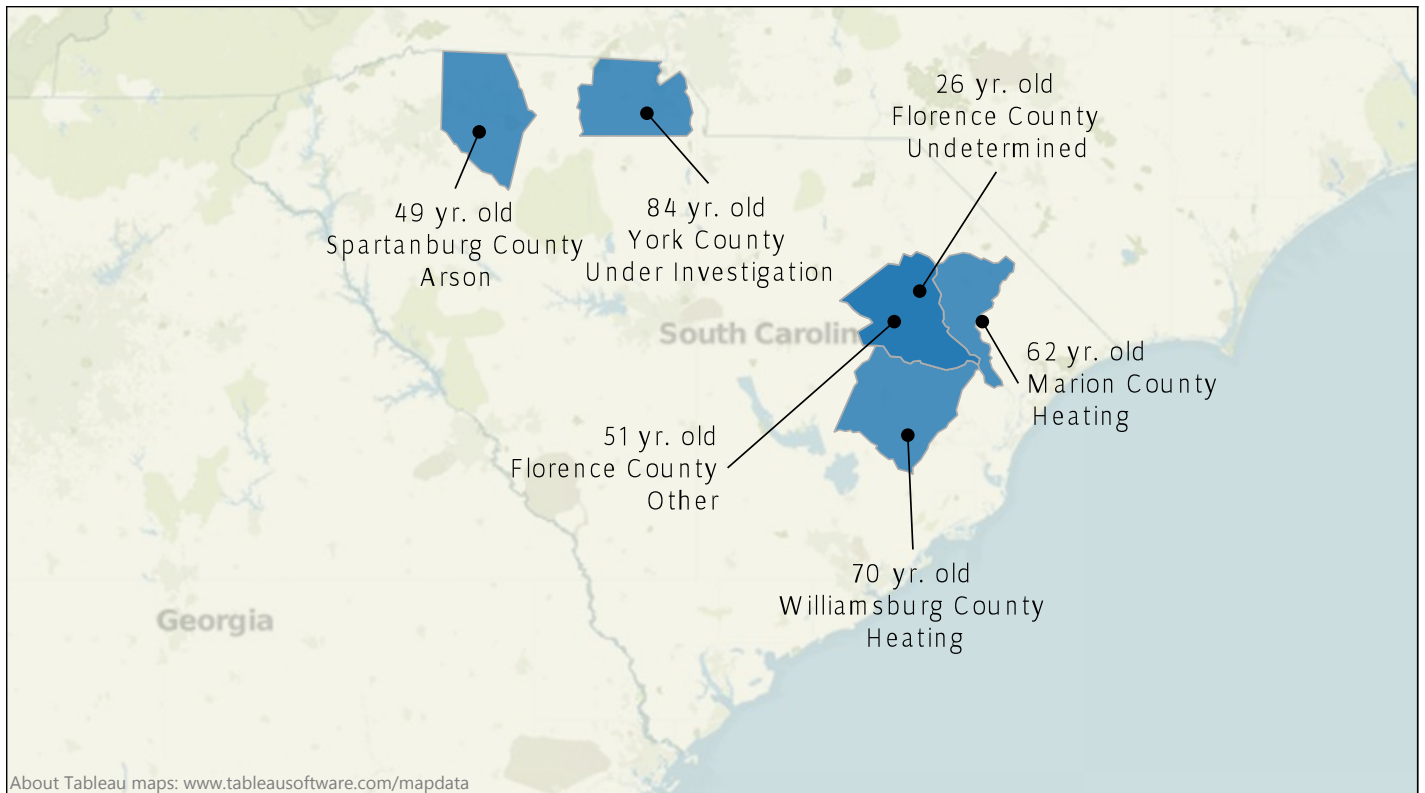 26 yr. old
Florence County
Undetermined
49 yr. old
Spartanburg County
Arson
84 yr. old
York County
Under Investigation
South Carolin
62 yr. old
Marion County
Heating
51 yr. old
Florence County
Other
70 yr. old
Williamsburg County
Heating
Georgia
About Tableau maps: www.tableausoftware.com/mapdata